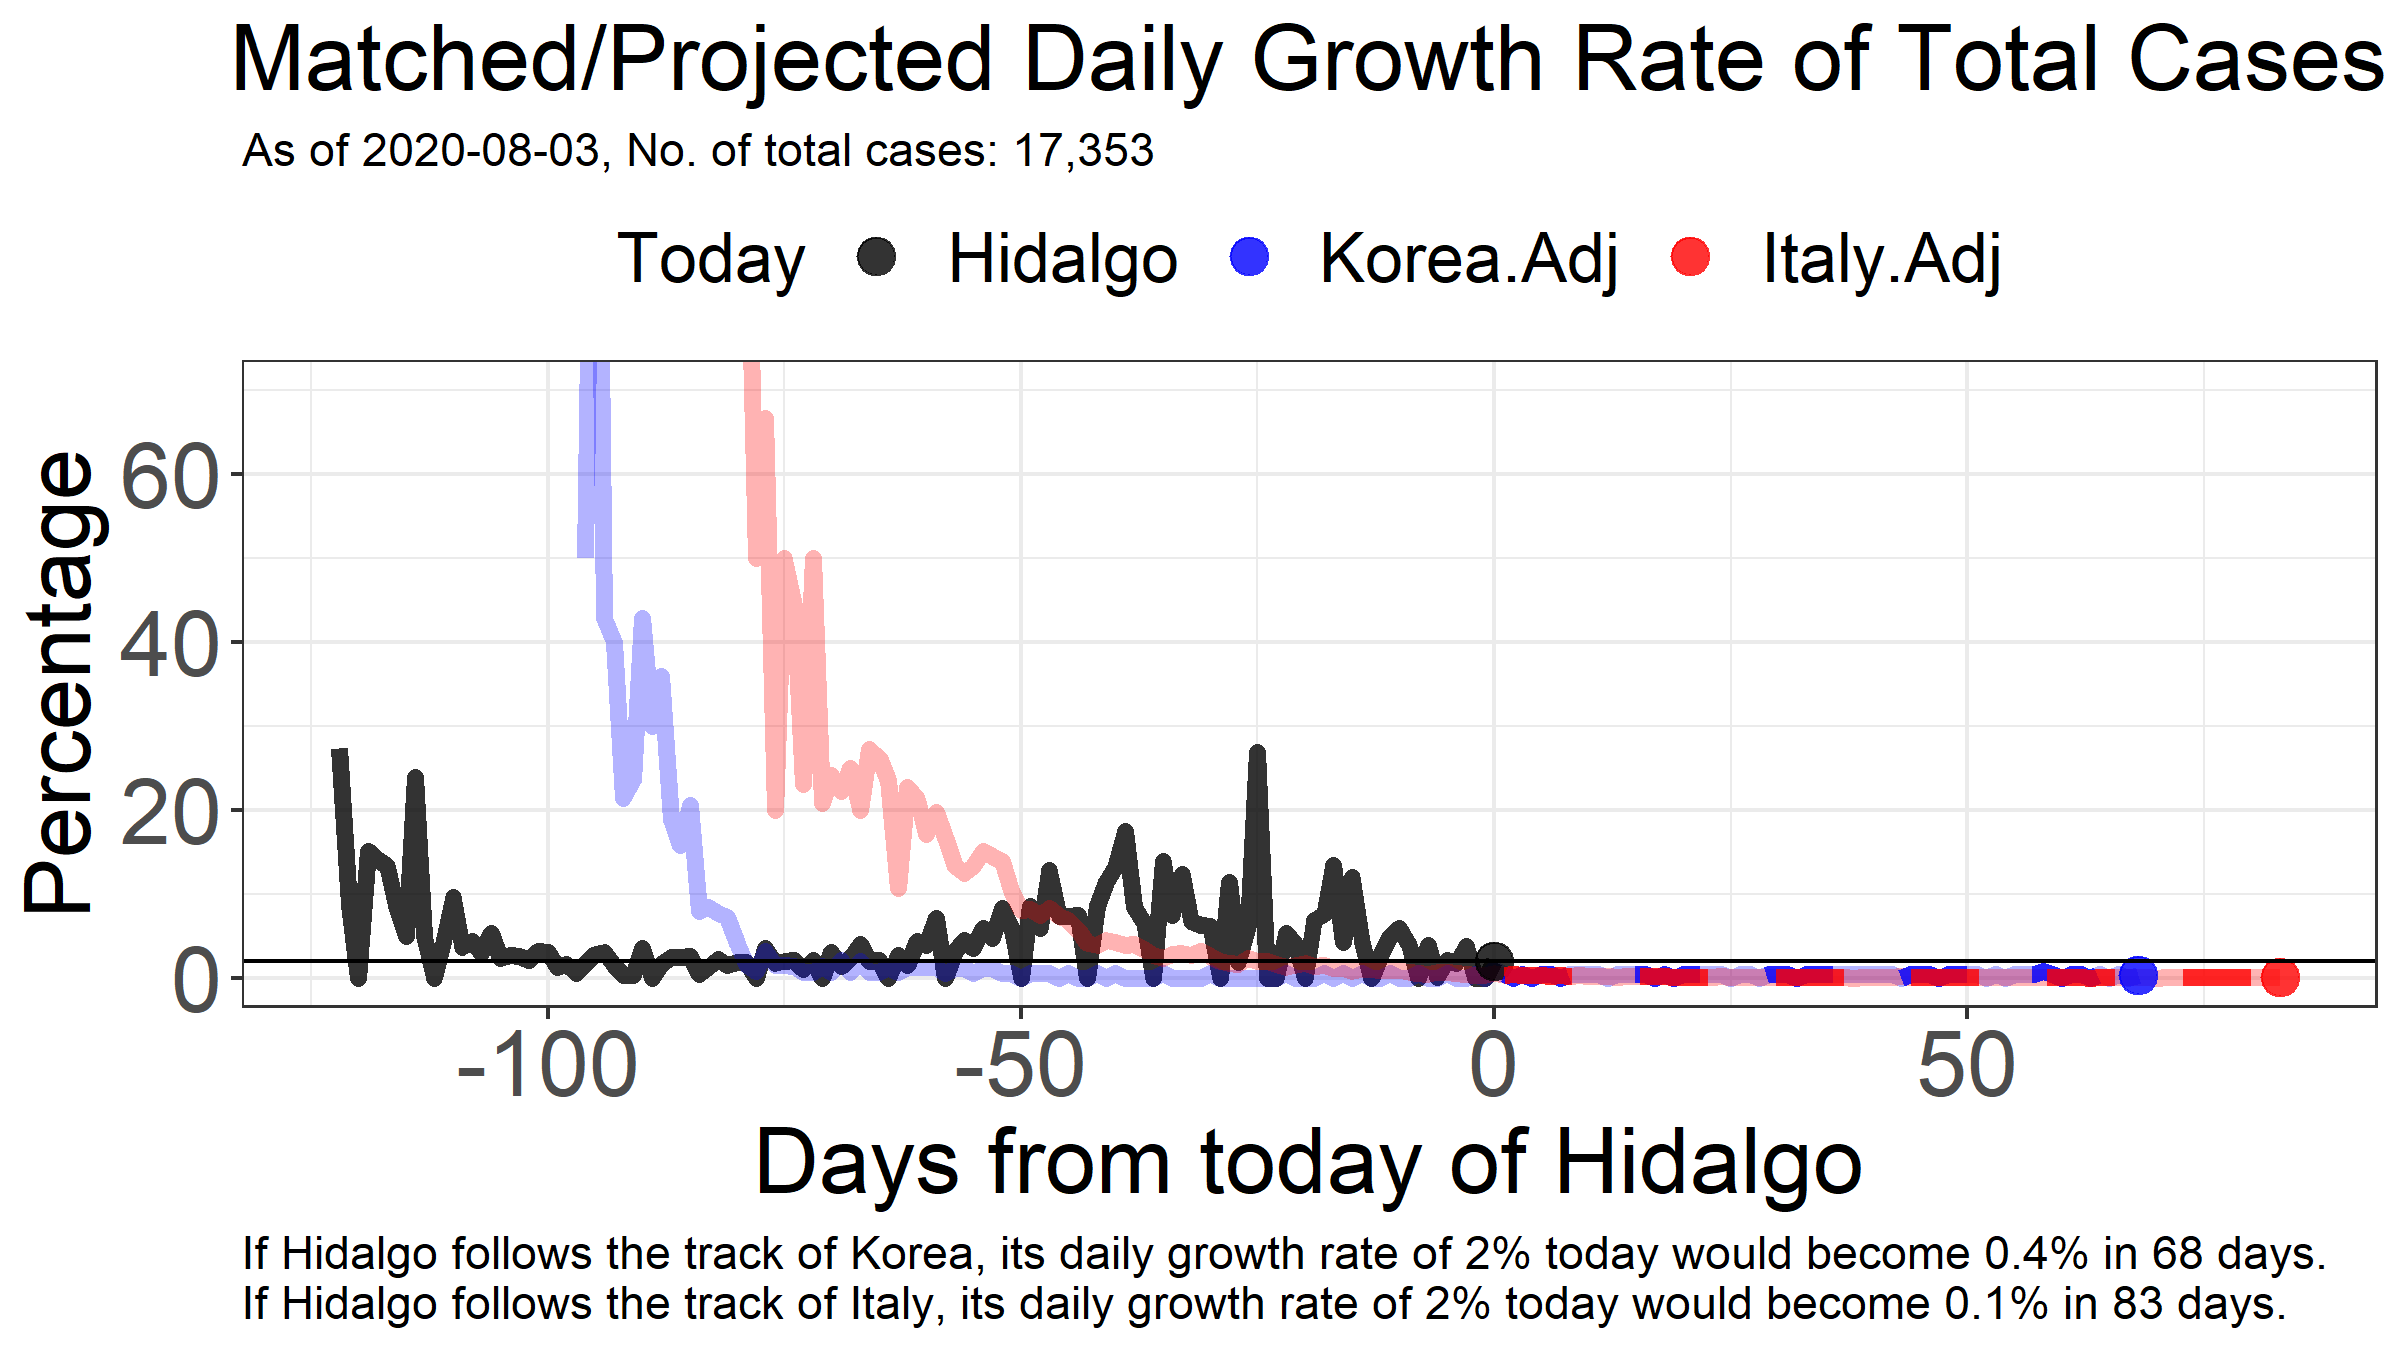 Matched/Projected Daily Growth Rate of Total Cases
As of 2020-08-03, No. of total cases: 17,353
Today Hidalgo Korea.Adj Italy.Adj
Percentage
60
40
20
0
-100 -50 0 50
Days from today of Hidalgo
If Hidalgo follows the track of Korea, its daily growth rate of 2% today would become 0.4% in 68 days.
If Hidalgo follows the track of Italy, its daily growth rate of 2% today would become 0.1% in 83 days.